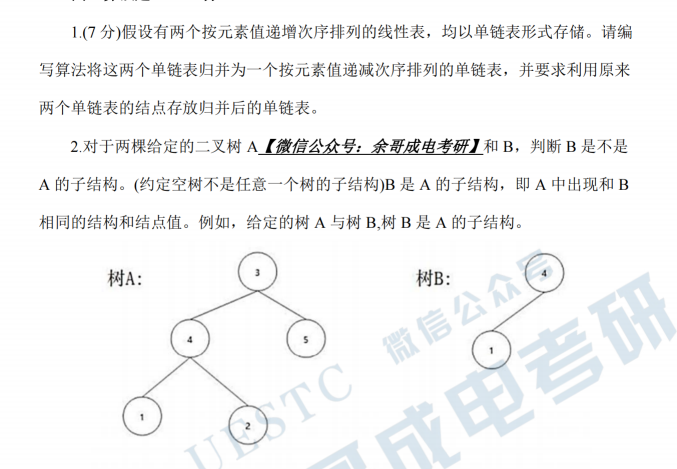 1.(7 分)假设有两个按元素值递增次序排列的线性表，均以单链表形式存储。请编
写算法将这两个单链表归并为一个按元素值递减次序排列的单链表，并要求利用原来
两个单链表的结点存放归并后的单链表。
2.对于两棵给定的二叉树 A【微信公众号：余哥成电考研】和 B，判断 B 是不是
A 的子结构。(约定空树不是任意一个树的子结构)B 是 A 的子结构，即 A 中出现和 B
相同的结构和结点值。例如，给定的树 A 与树 B,树 B 是 A 的子结构。
树A:
3
4
5
1
2
树B:
4
1
微信公众号
UESTC
哥成电考研